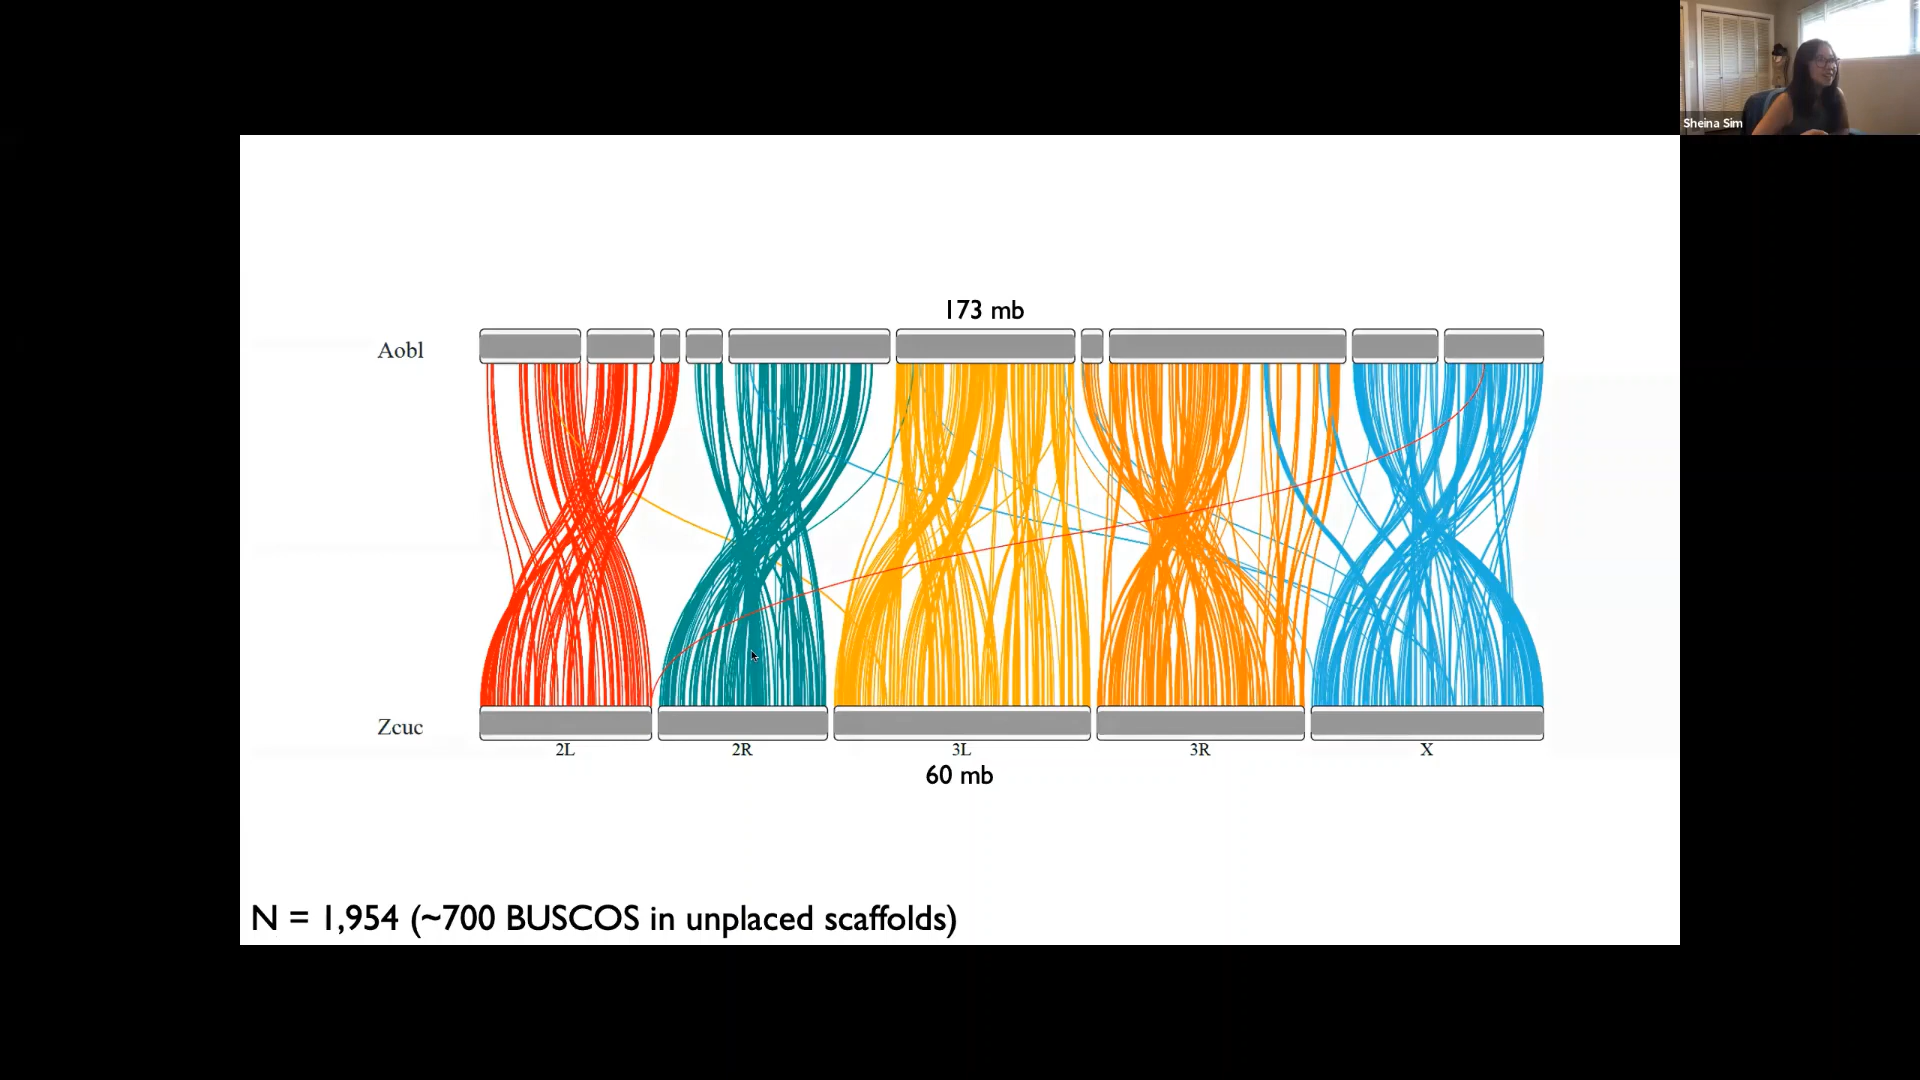 Sheina Sim
173 mb
Aobl
Zcuc
2L 2R 3L 3R X
60 mb
N = 1,954 (~700 BUSCOS in unplaced scaffolds)